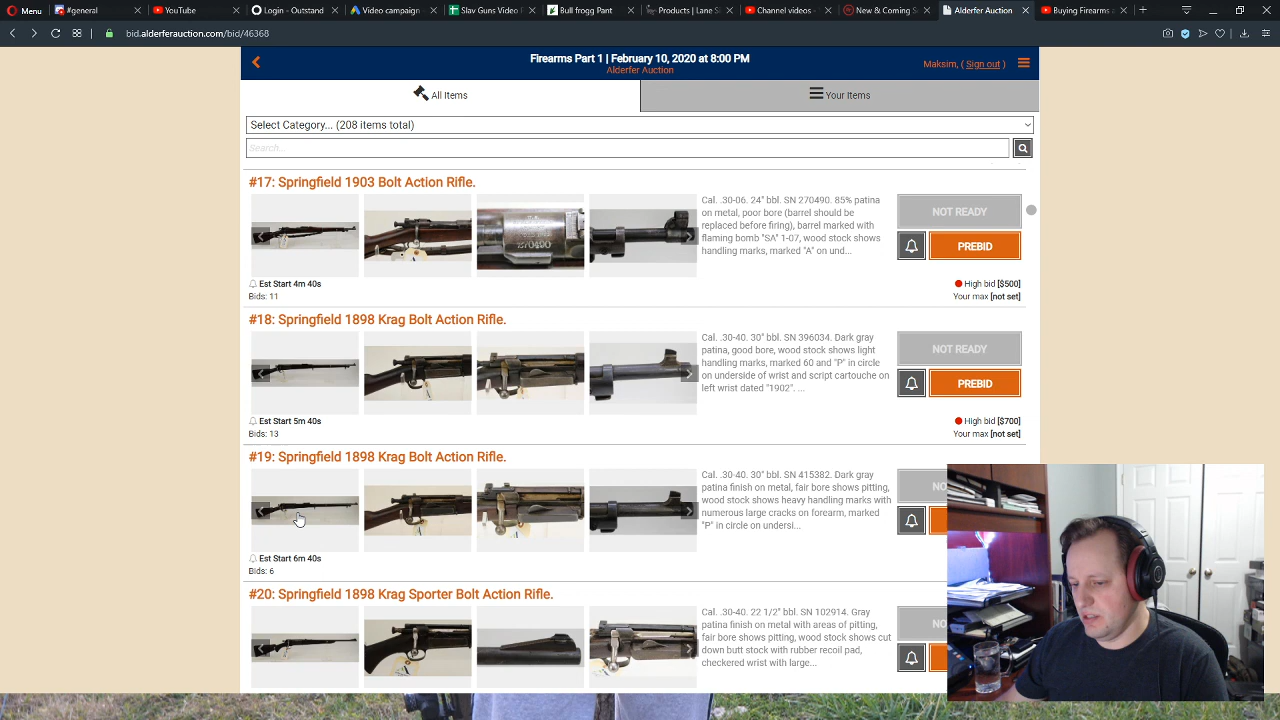 Menu
#general
YouTube
Login - Outstand
Video campaign
Slav Guns Video
Bull frogg Pant
Products | Lane S
Channel videos -
New & Coming S
Alderfer Auction
Buying Firearms
bid.alderferauction.com/bid/46368
Firearms Part 1 | February 10, 2020 at 8:00 PM
Alderfer Auction
Maksim, ( Sign out )
All Items
Your Items
Select Category... (208 items total)
Search...
#17: Springfield 1903 Bolt Action Rifle.
270490
Cal. .30-06. 24" bbl. SN 270490. 85% patina
on metal, poor bore (barrel should be
replaced before firing), barrel marked with
flaming bomb "SA" 1-07, wood stock shows
handling marks, marked "A" on und...
NOT READY
PREBID
Est Start 4m 40s
Bids: 11
High bid [$500]
Your max [not set]
#18: Springfield 1898 Krag Bolt Action Rifle.
Cal. .30-40. 30" bbl. SN 396034. Dark gray
patina, good bore, wood stock shows light
handling marks, marked 60 and "P" in circle
on underside of wrist and script cartouche on
left wrist dated "1902". ...
NOT READY
PREBID
Est Start 5m 40s
Bids: 13
High bid [$700]
Your max [not set]
#19: Springfield 1898 Krag Bolt Action Rifle.
Cal. .30-40. 30" bbl. SN 415382. Dark gray
patina finish on metal, fair bore shows pitting,
wood stock shows heavy handling marks with
numerous large cracks on forearm, marked
"P" in circle on undersi...
NO
Est Start 6m 40s
Bids: 6
#20: Springfield 1898 Krag Sporter Bolt Action Rifle.
Cal. .30-40. 22 1/2" bbl. SN 102914. Gray
patina finish on metal with areas of pitting,
fair bore shows pitting, wood stock shows cut
down butt stock with rubber recoil pad,
checkered wrist with large...
NO